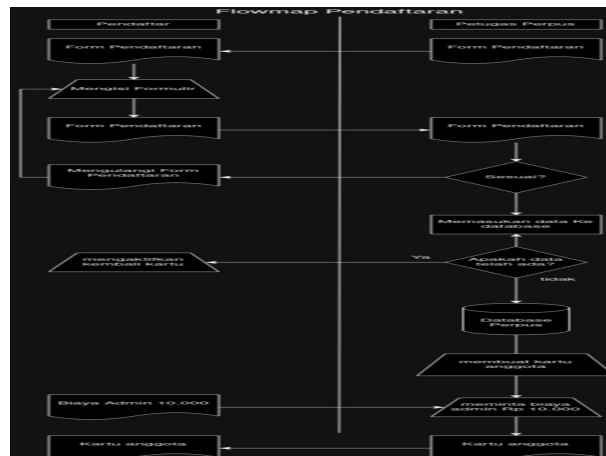 Flowmap Pendaftaran
Pendaftar
Petugas Perpus
Form Pendaftaran
Form Pendaftaran
Mengisi Formulir
Form Pendaftaran
Form Pendaftaran
Mengulangi Form
Pendaftaran
Sesuai?
Memasukan data Ke
database
mengaktifkan
kembali kartu
Ya
Apakah data
telah ada?
tidak
Database
Perpus
membuat kartu
anggota
Biaya Admin 10.000
meminta biaya
admin Rp 10.000
Kartu anggota
Kartu anggota